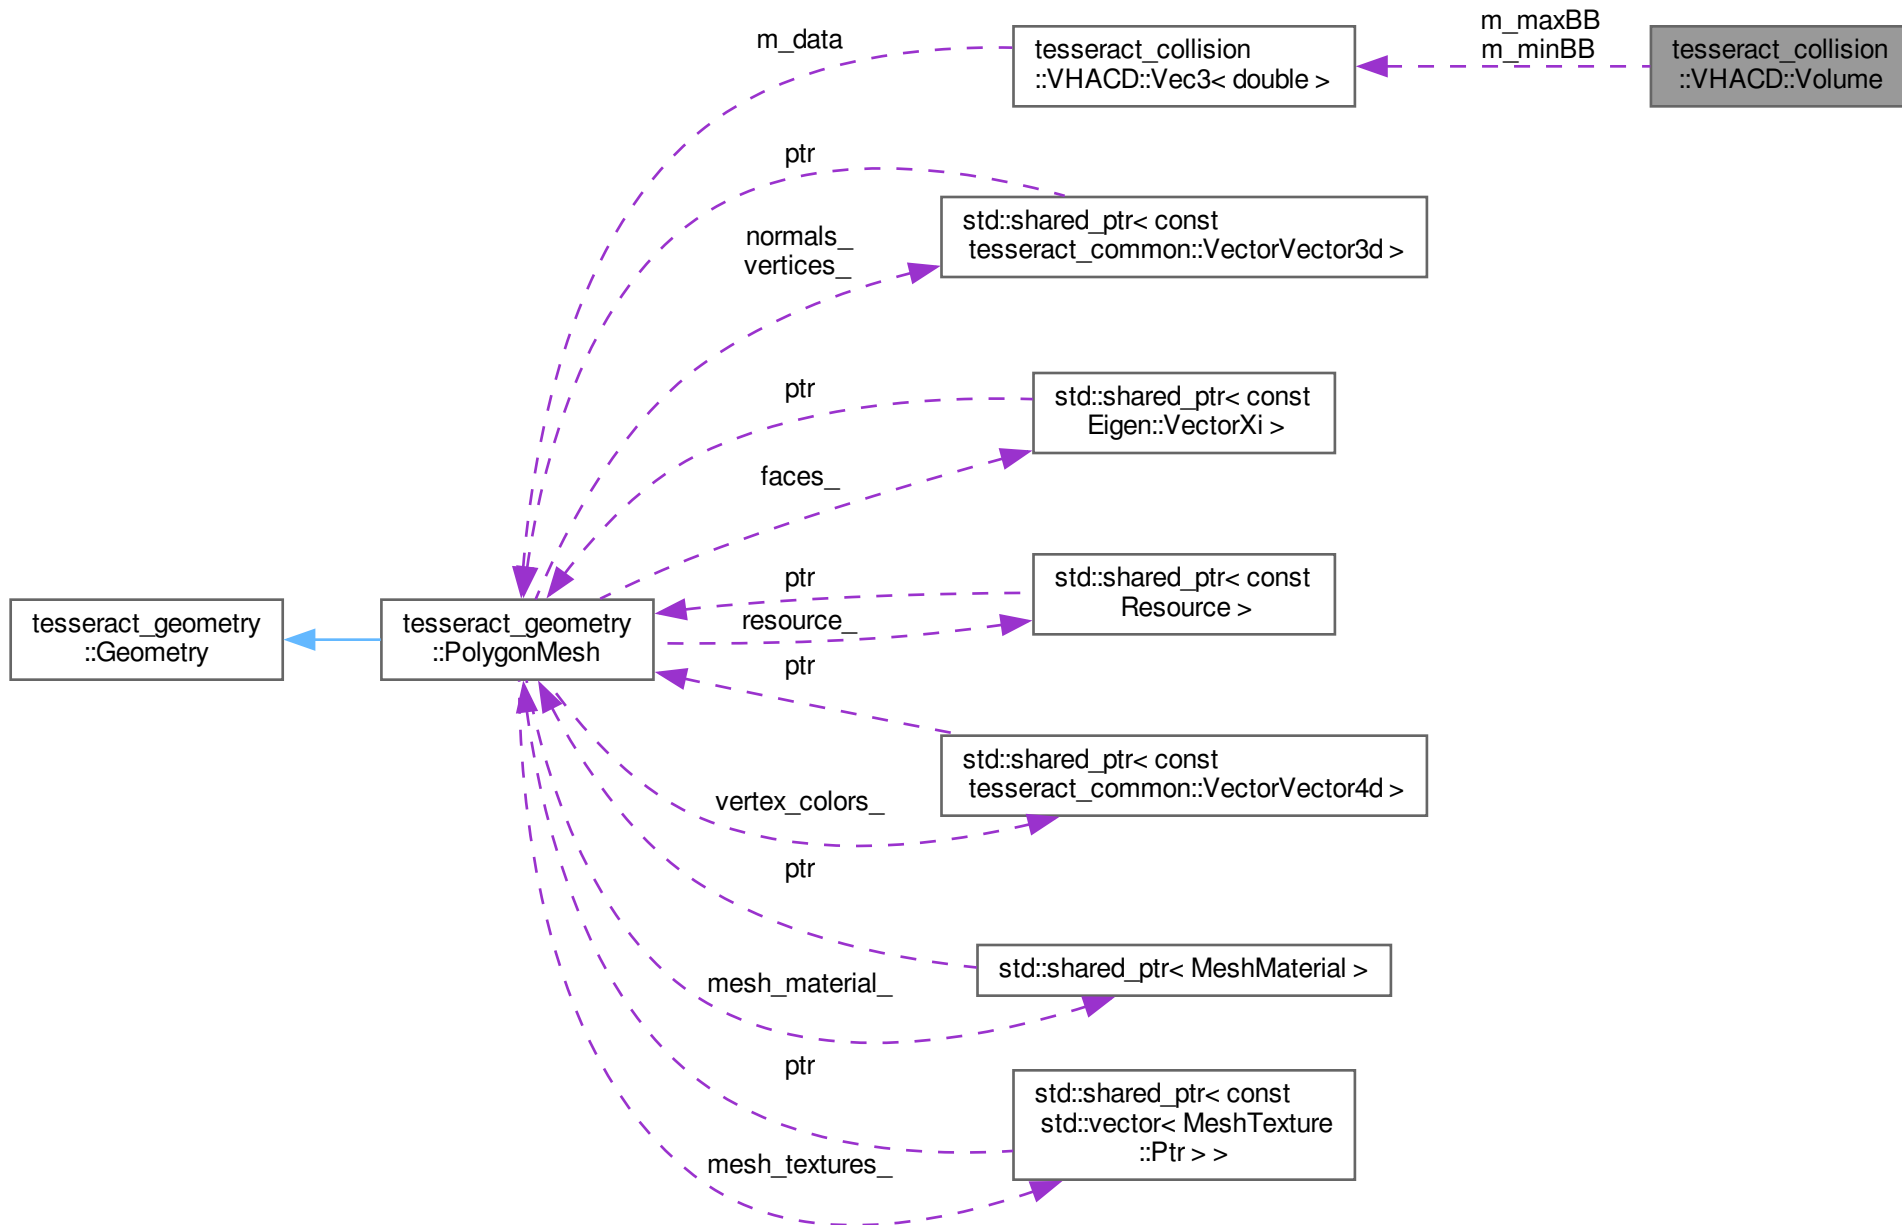 m_data
tesseract_collision
::VHACD::Vec3< double >
m_maxBB
m_minBB
tesseract_collision
::VHACD::Volume
ptr
std::shared_ptr< const
tesseract_common::VectorVector3d >
normals_
vertices_
ptr
std::shared_ptr< const
Eigen::VectorXi >
faces_
ptr
std::shared_ptr< const
Resource >
resource_
tesseract_geometry
::Geometry
tesseract_geometry
::PolygonMesh
ptr
std::shared_ptr< const
tesseract_common::VectorVector4d >
vertex_colors_
ptr
std::shared_ptr< MeshMaterial >
mesh_material_
ptr
std::shared_ptr< const
std::vector< MeshTexture
::Ptr > >
mesh_textures_